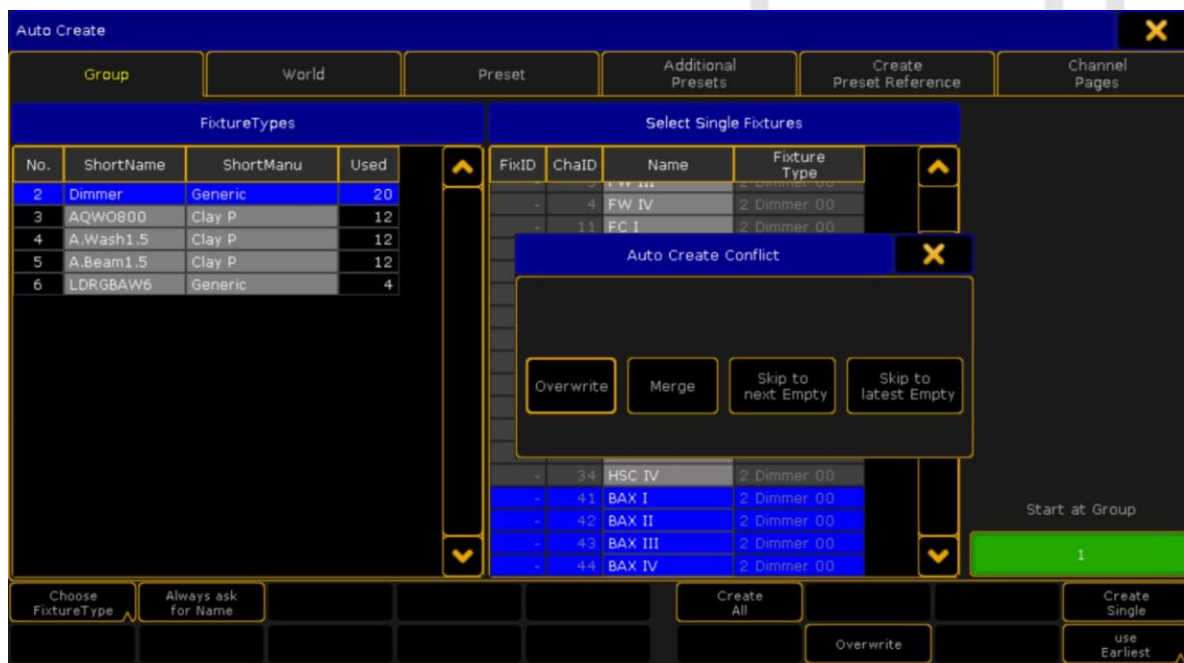 Auto Create
Group World Preset Additional Presets Create Preset Reference Channel Pages
FixtureTypes
No. ShortName ShortManu Used
2 Dimmer Generic 20
3 AQWO800 Clay P 12
4 A.Wash1.5 Clay P 12
5 A.Beam1.5 Clay P 12
6 LDRGBAW6 Generic 4
Select Single Fixtures
FixID ChaID Name Fixture Type
- 4 FW IV 2 Dimmer 00
- 11 FC I 2 Dimmer 00
Auto Create Conflict
Overwrite Merge Skip to next Empty Skip to latest Empty
- 34 HSC IV 2 Dimmer 00
- 41 BAX I 2 Dimmer 00
- 42 BAX II 2 Dimmer 00
- 43 BAX III 2 Dimmer 00
- 44 BAX IV 2 Dimmer 00
Start at Group
1
Choose FixtureType Always ask for Name Create All Create Single
Overwrite use Earliest